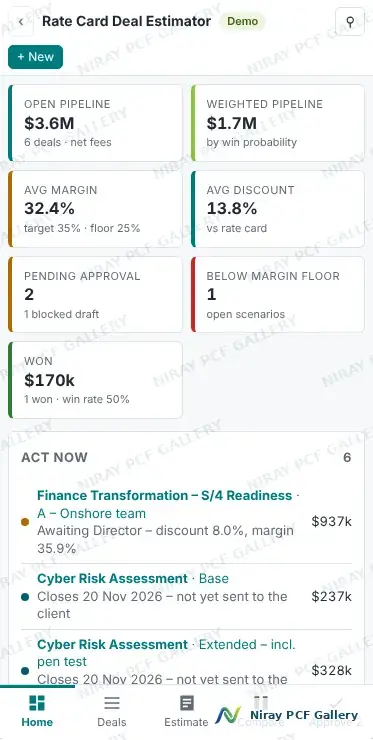 Rate Card Deal Estimator Demo
+ New
OPEN PIPELINE
$3.6M
6 deals · net fees
WEIGHTED PIPELINE
$1.7M
by win probability
AVG MARGIN
32.4%
target 35% · floor 25%
AVG DISCOUNT
13.8%
vs rate card
PENDING APPROVAL
2
1 blocked draft
BELOW MARGIN FLOOR
1
open scenarios
WON
$170k
1 won · win rate 50%
ACT NOW 6
Finance Transformation – S/4 Readiness ·
A – Onshore team
Awaiting Director – discount 8.0%, margin
35.9%
$937k
Cyber Risk Assessment · Base
Closes 20 Nov 2026 – not yet sent to the
client
$237k
Cyber Risk Assessment · Extended – incl.
pen test
Closes 20 Nov 2026 – not yet sent to the
$328k
Home
Deals
Estimate
Niray PCF Gallery
NIRAY PCF GALLERY